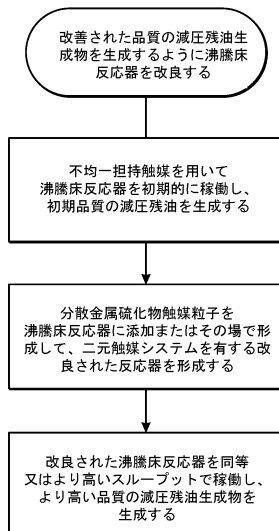 改善された品質の減圧残油生
成物を生成するように沸騰床
反応器を改良する
不均一担持触媒を用いて
沸騰床反応器を初期的に稼働し、
初期品質の減圧残油を生成する
分散金属硫化物触媒粒子を
沸騰床反応器に添加またはその場で形
成して、二元触媒システムを有する改
良された反応器を形成する
改良された沸騰床反応器を同等
又はより高いスループットで稼働し、
より高い品質の減圧残油生成物を
生成する